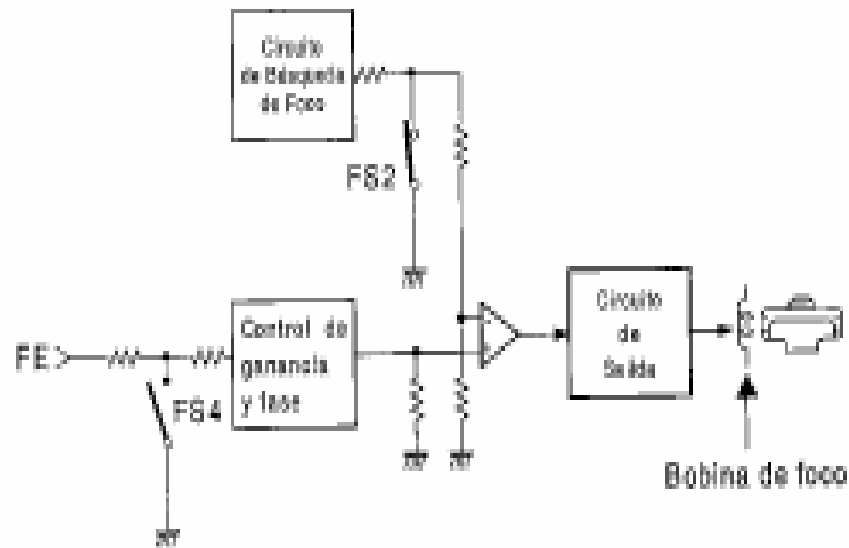 Circuito
de Búsqueda
de Foco
FS2
FE
FS4
Control de
ganancia
y fase
Circuito
de
Salida
Bobina de foco